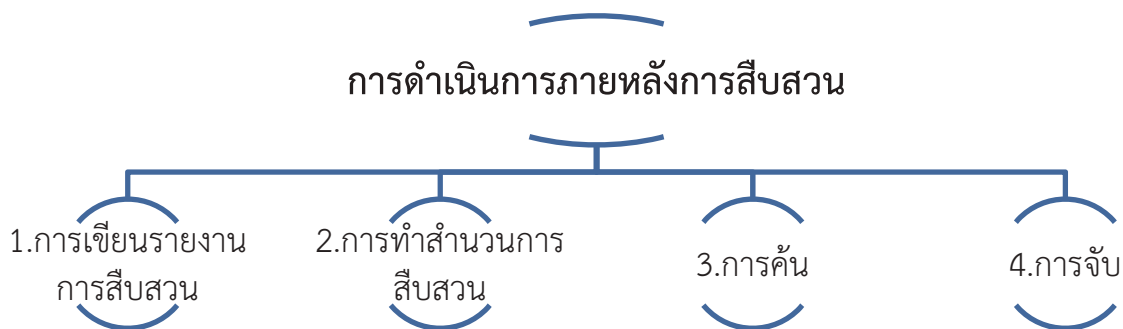 การดำเนินการภายหลังการสืบสวน
1.การเขียนรายงาน
การสืบสวน
2.การทำสำนวนการ
สืบสวน
3.การค้น
4.การจับ